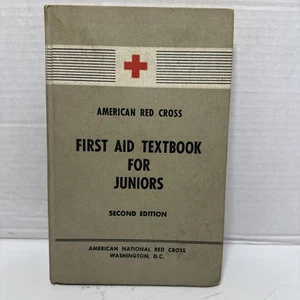 AMERICAN RED CROSS
FIRST AID TEXTBOOK
FOR
JUNIORS
SECOND EDITION
AMERICAN NATIONAL RED CROSS
WASHINGTON, D.C.